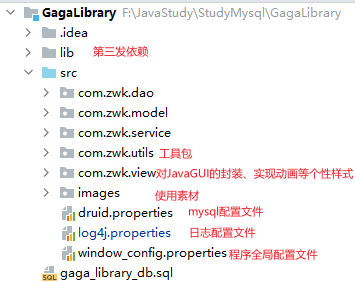 GagaLibrary F:\JavaStudy\StudyMysql\GagaLibrary
.idea
lib 第三发依赖
src
com.zwk.dao
com.zwk.model
com.zwk.service
com.zwk.utils 工具包
com.zwk.view 对JavaGUI的封装、实现动画等个性样式
images 使用素材
druid.properties mysql配置文件
log4j.properties 日志配置文件
window_config.properties 程序全局配置文件
SQL gaga_library_db.sql